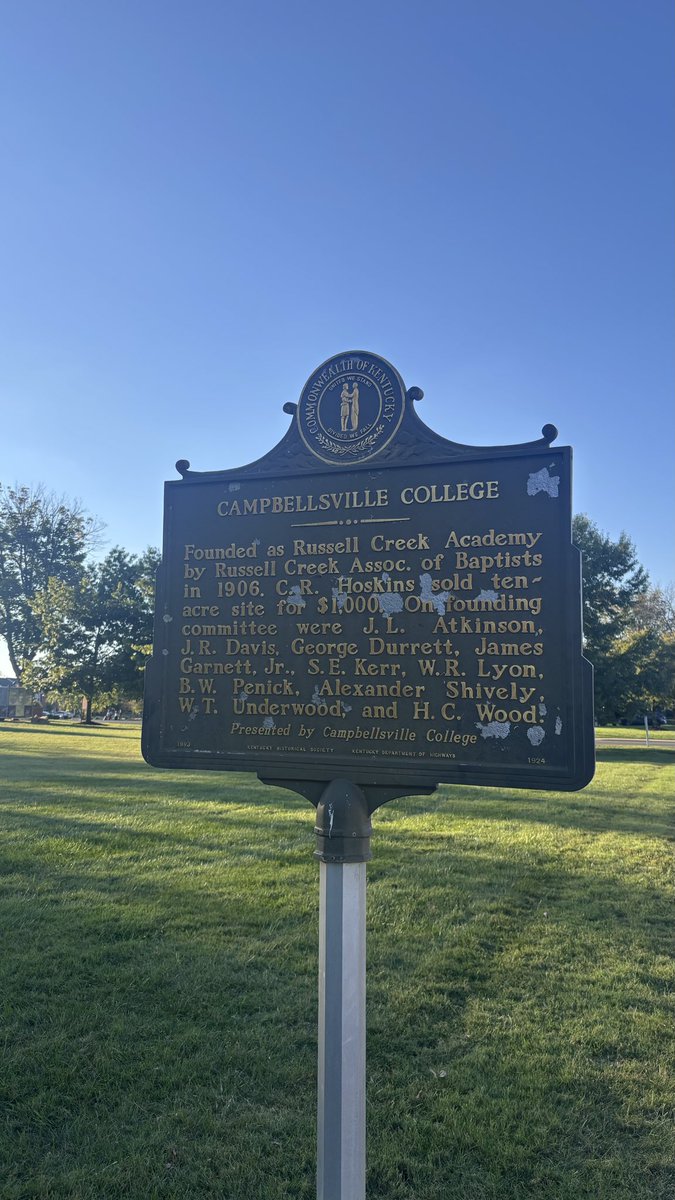 COMMONWEALTH OF KENTUCKY
UNITED WE STAND
DIVIDED WE FALL
CAMPBELLSVILLE COLLEGE
Founded as Russell Creek Academy
by Russell Creek Assoc. of Baptists
in 1906. C.R. Hoskins sold ten-
acre site for $1,000. On founding
committee were J.L. Atkinson,
J.R. Davis, George Durrett, James
Garnett, Jr., S.E. Kerr, W.R. Lyon,
B.W. Penick, Alexander Shively,
W.T. Underwood, and H.C. Wood.
Presented by Campbellsville College
KENTUCKY HISTORICAL SOCIETY KENTUCKY DEPARTMENT OF HIGHWAYS
1924